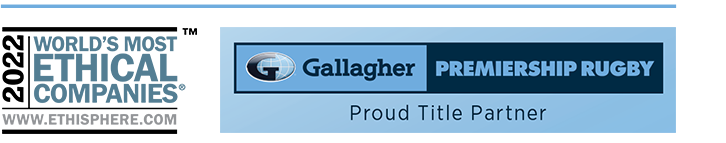 2022
WORLD'S MOST
ETHICAL
COMPANIES®
™
WWW.ETHISPHERE.COM
G Gallagher PREMIERSHIP RUGBY
Proud Title Partner